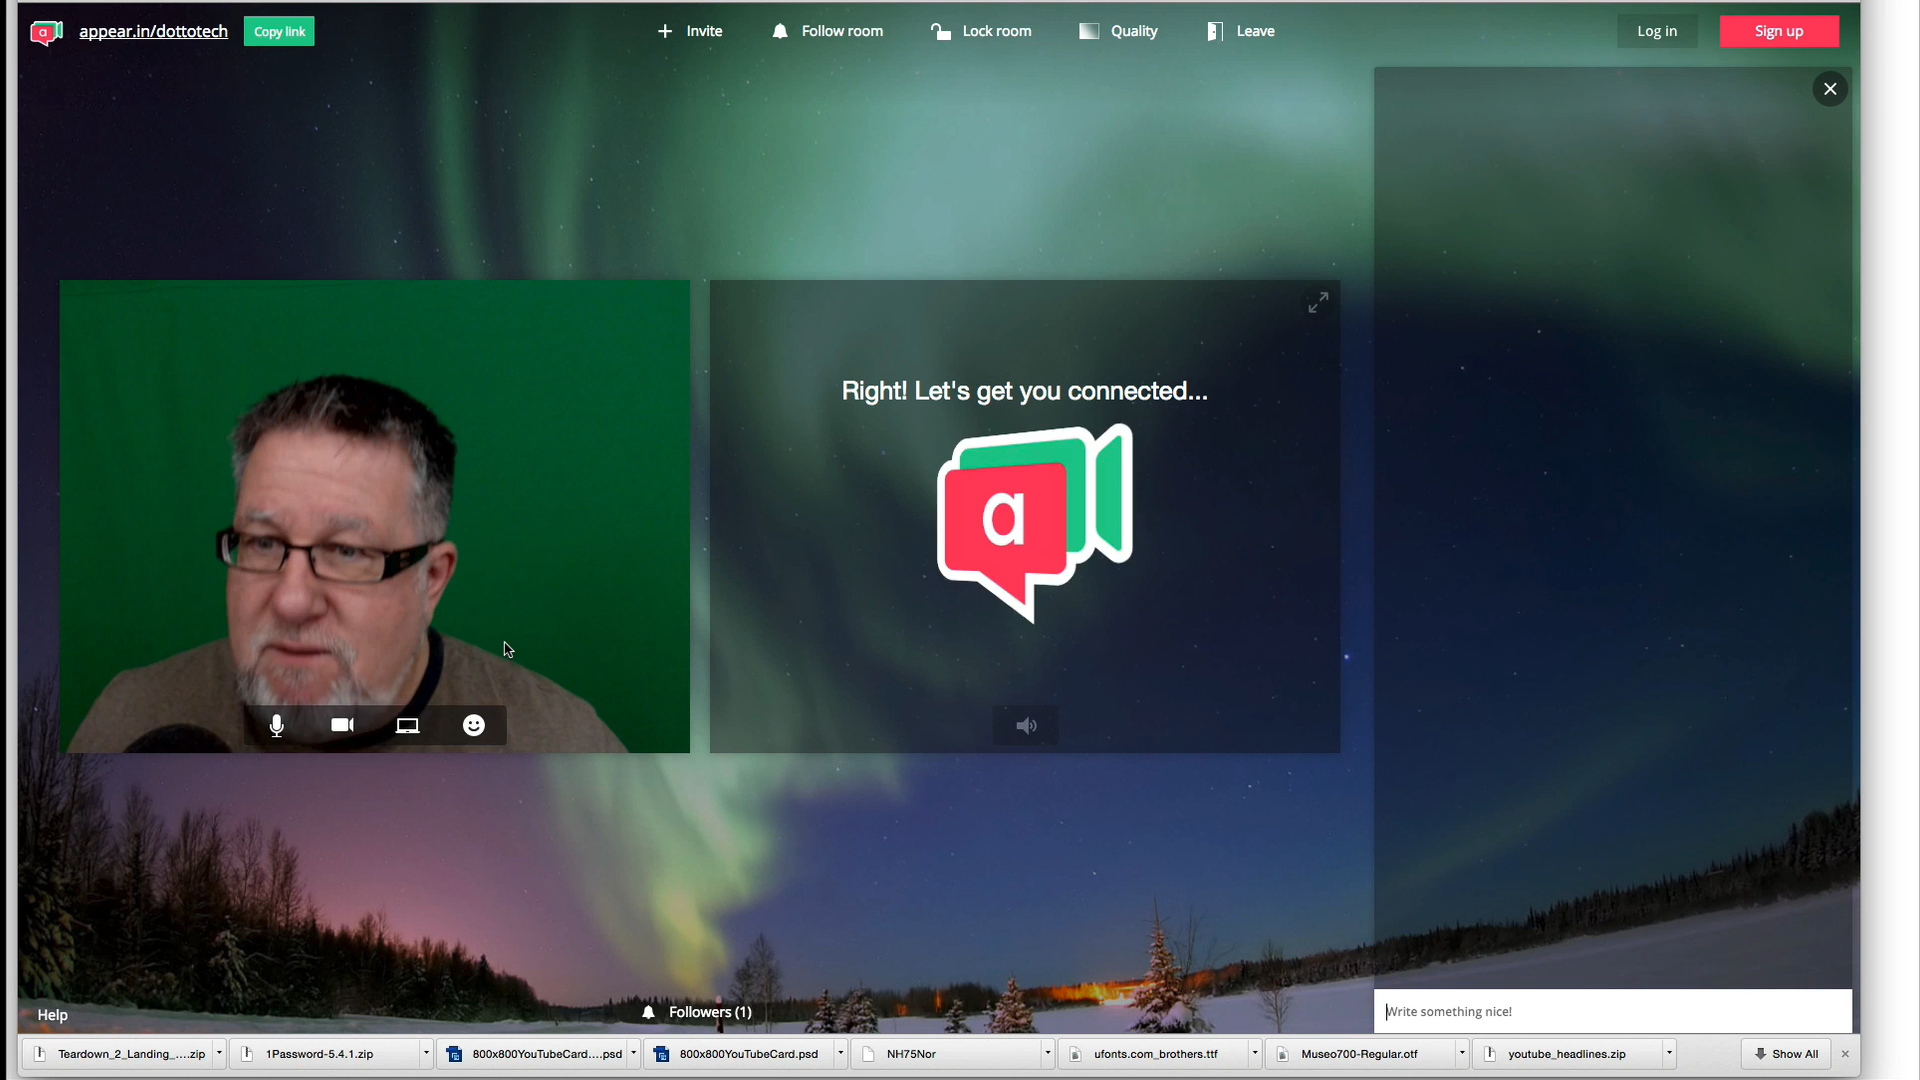 a appear.in/dottotech Copy link + Invite Follow room Lock room Quality Leave Log in Sign up
Right! Let's get you connected...
a
Help Followers (1) Write something nice!
Teardown_2_Landing_....zip 1Password-5.4.1.zip 800x800YouTubeCard....psd 800x800YouTubeCard.psd NH75Nor ufonts.com_brothers.ttf Museo700-Regular.otf youtube_headlines.zip Show All